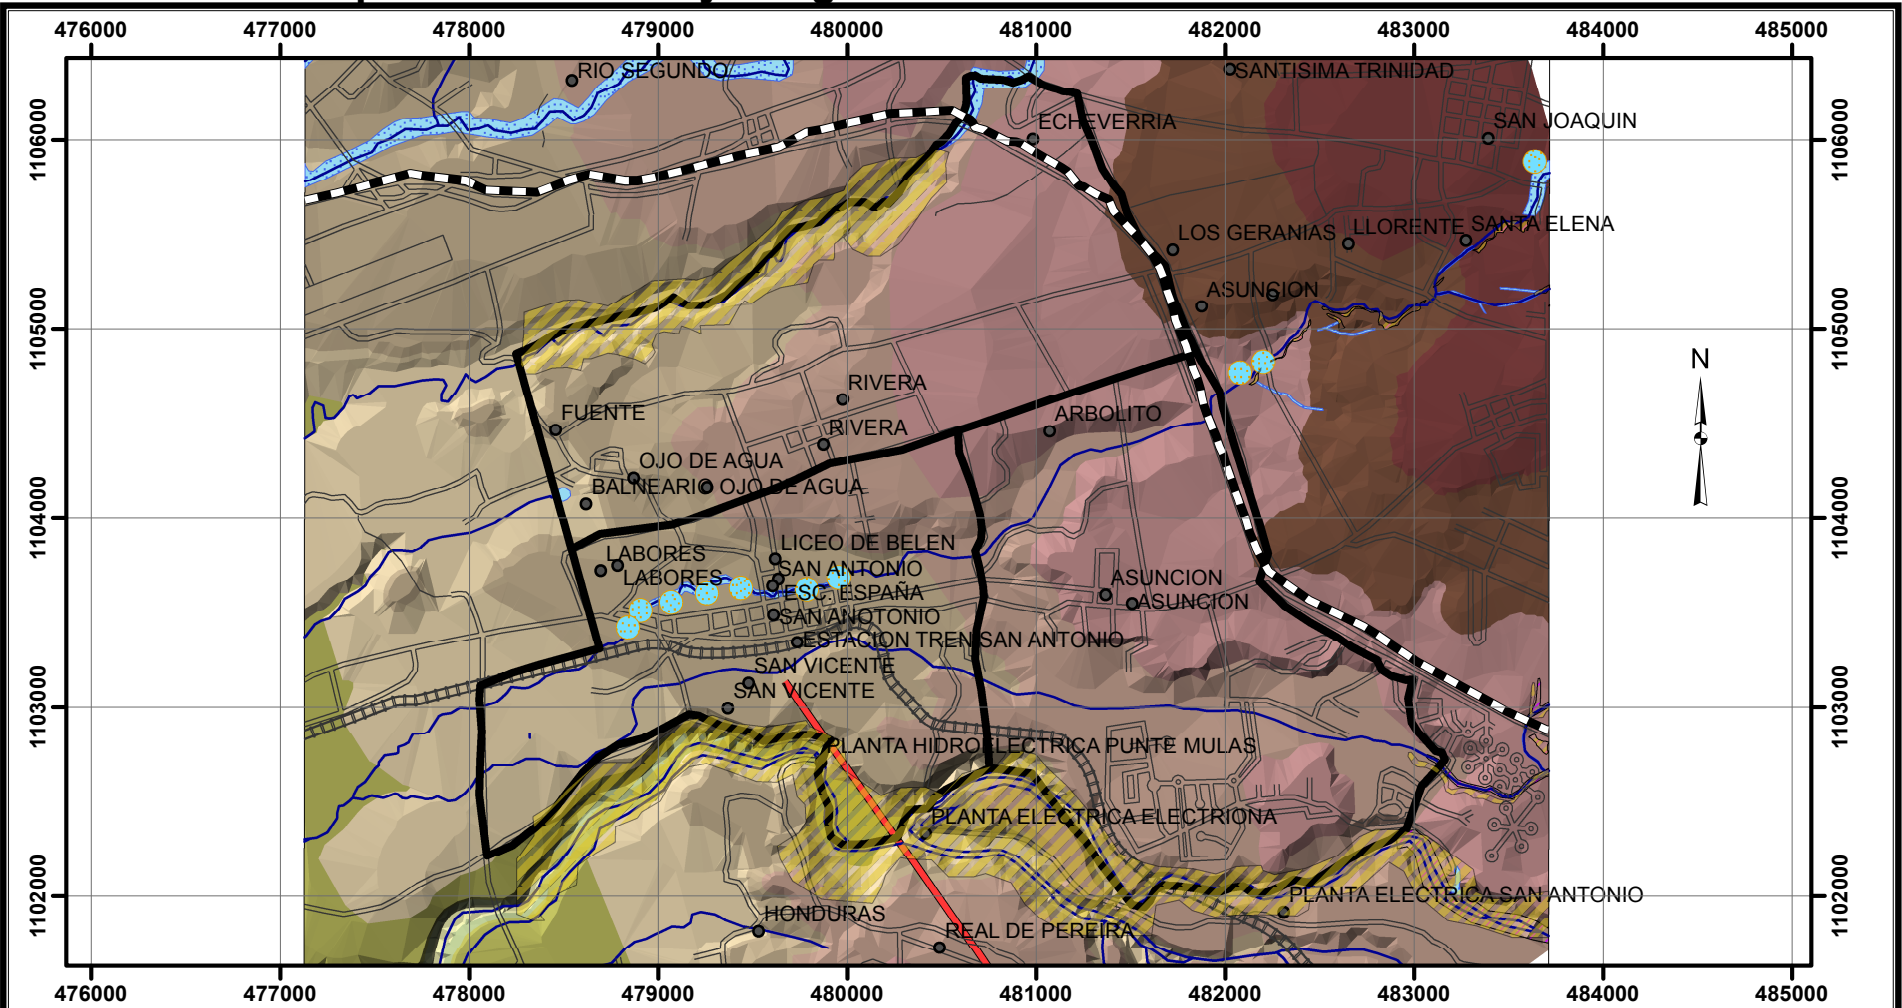 476000 477000 478000 479000 480000 481000 482000 483000 484000 485000
RIO SEGUNDO
SANTISIMA TRINIDAD
1106000
ECHEVERRIA
SAN JOAQUIN
1106000
LOS GERANIAS
LLORENTE
SANTA ELENA
ASUNCION
1105000
1105000
N
RIVERA
FUENTE
ARBOLITO
RIVERA
OJO DE AGUA
BALNEARIO OJO DE AGUA
1104000
1104000
LICEO DE BELEN
LABORES
SAN ANTONIO
LABORES
ASUNCION
ESC. ESPAÑA
ASUNCION
SAN ANOTONIO
ESTACION TREN SAN ANTONIO
SAN VICENTE
SAN VICENTE
1103000
1103000
PLANTA HIDROELECTRICA PUNTE MULAS
PLANTA ELECTRICA ELECTRIONA
1102000
PLANTA ELECTRICA SAN ANTONIO
1102000
HONDURAS
REAL DE PEREIRA
476000 477000 478000 479000 480000 481000 482000 483000 484000 485000